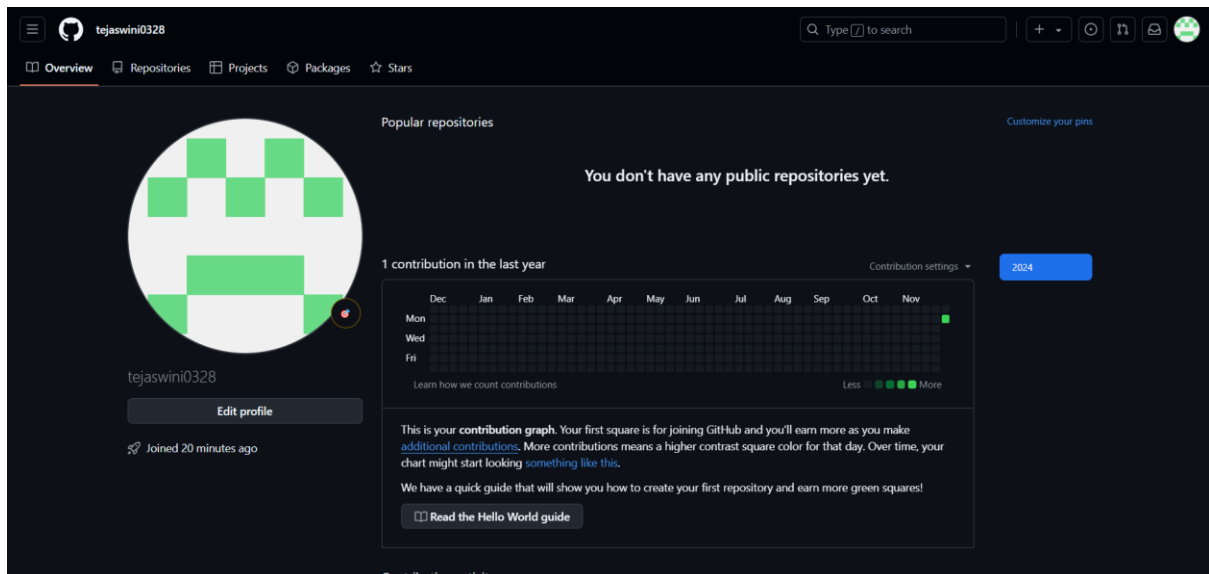 tejaswini0328
Type / to search
Overview Repositories Projects Packages Stars
Popular repositories
Customize your pins
You don't have any public repositories yet.
1 contribution in the last year
Contribution settings
2024
Dec Jan Feb Mar Apr May Jun Jul Aug Sep Oct Nov
Mon
Wed
Fri
Learn how we count contributions
Less More
tejaswini0328
Edit profile
Joined 20 minutes ago
This is your contribution graph. Your first square is for joining GitHub and you'll earn more as you make
additional contributions. More contributions means a higher contrast square color for that day. Over time, your
chart might start looking something like this.
We have a quick guide that will show you how to create your first repository and earn more green squares!
Read the Hello World guide